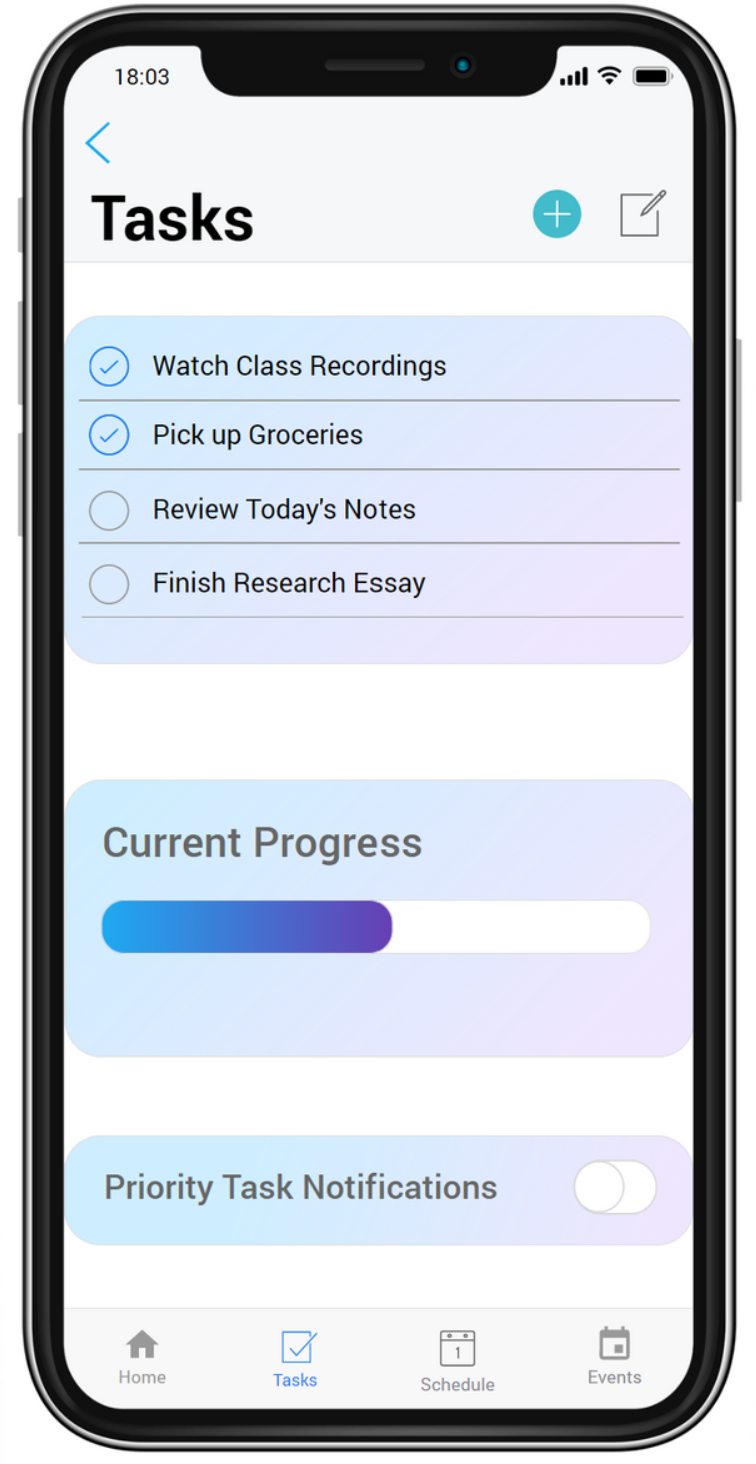 18:03
Tasks
Watch Class Recordings
Pick up Groceries
Review Today's Notes
Finish Research Essay
Current Progress
Priority Task Notifications
1
Home
Tasks
Schedule
Events